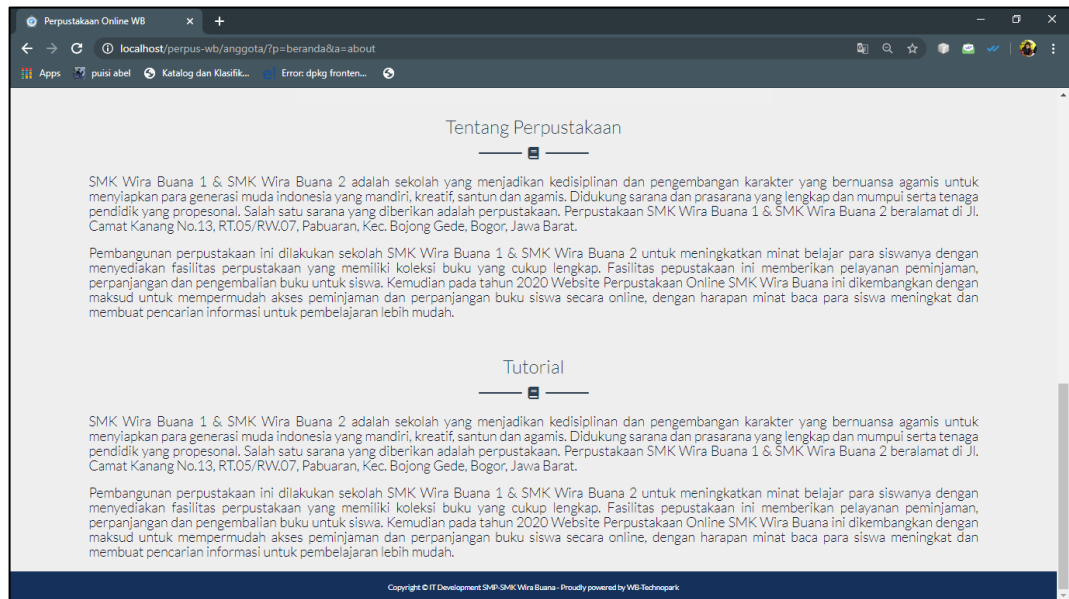 Perpustakaan Online WB
localhost/perpus-wb/anggota/?p=beranda&a=about
Apps puisi abel Katalog dan Klasifik... Error: dpkg fronten...
Tentang Perpustakaan
SMK Wira Buana 1 & SMK Wira Buana 2 adalah sekolah yang menjadikan kedisiplinan dan pengembangan karakter yang bernuansa agamis untuk
menyiapkan para generasi muda indonesia yang mandiri, kreatif, santun dan agamis. Didukung sarana dan prasarana yang lengkap dan mumpui serta tenaga
pendidik yang propesonal. Salah satu sarana yang diberikan adalah perpustakaan. Perpustakaan SMK Wira Buana 1 & SMK Wira Buana 2 beralamat di Jl.
Camat Kanang No.13, RT.05/RW.07, Pabuaran, Kec. Bojong Gede, Bogor, Jawa Barat.
Pembangunan perpustakaan ini dilakukan sekolah SMK Wira Buana 1 & SMK Wira Buana 2 untuk meningkatkan minat belajar para siswanya dengan
menyediakan fasilitas perpustakaan yang memiliki koleksi buku yang cukup lengkap. Fasilitas pepustakaan ini memberikan pelayanan peminjaman,
perpanjangan dan pengembalian buku untuk siswa. Kemudian pada tahun 2020 Website Perpustakaan Online SMK Wira Buana ini dikembangkan dengan
maksud untuk mempermudah akses peminjaman dan perpanjangan buku siswa secara online, dengan harapan minat baca para siswa meningkat dan
membuat pencarian informasi untuk pembelajaran lebih mudah.
Tutorial
SMK Wira Buana 1 & SMK Wira Buana 2 adalah sekolah yang menjadikan kedisiplinan dan pengembangan karakter yang bernuansa agamis untuk
menyiapkan para generasi muda indonesia yang mandiri, kreatif, santun dan agamis. Didukung sarana dan prasarana yang lengkap dan mumpui serta tenaga
pendidik yang propesonal. Salah satu sarana yang diberikan adalah perpustakaan. Perpustakaan SMK Wira Buana 1 & SMK Wira Buana 2 beralamat di Jl.
Camat Kanang No.13, RT.05/RW.07, Pabuaran, Kec. Bojong Gede, Bogor, Jawa Barat.
Pembangunan perpustakaan ini dilakukan sekolah SMK Wira Buana 1 & SMK Wira Buana 2 untuk meningkatkan minat belajar para siswanya dengan
menyediakan fasilitas perpustakaan yang memiliki koleksi buku yang cukup lengkap. Fasilitas pepustakaan ini memberikan pelayanan peminjaman,
perpanjangan dan pengembalian buku untuk siswa. Kemudian pada tahun 2020 Website Perpustakaan Online SMK Wira Buana ini dikembangkan dengan
maksud untuk mempermudah akses peminjaman dan perpanjangan buku siswa secara online, dengan harapan minat baca para siswa meningkat dan
membuat pencarian informasi untuk pembelajaran lebih mudah.
Copyright © IT Development SMP-SMK Wira Buana - Proudly powered by WB-Technopark